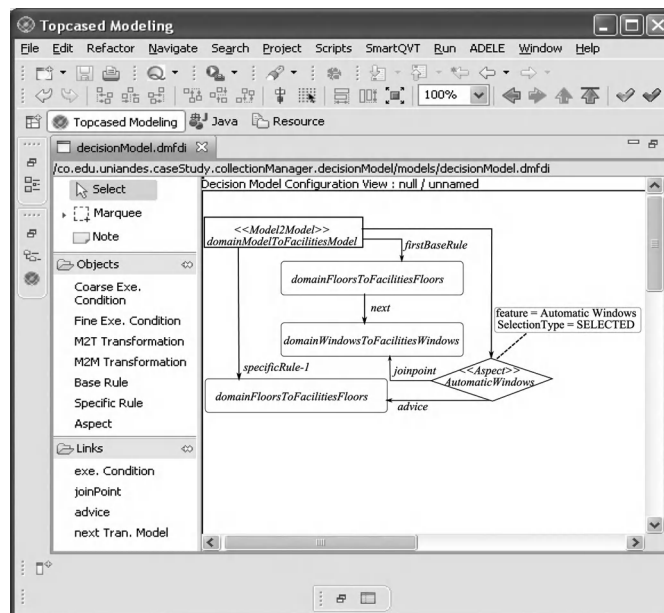 Topcased Modeling
File Edit Refactor Navigate Search Project Scripts SmartQVT Run ADELE Window Help
100%
Topcased Modeling Java Resource
decisionModel.dmfdi
/co.edu.uniandes.caseStudy.collectionManager.decisionModel/models/decisionModel.dmfdi
Select
Marquee
Note
Objects
Coarse Exe.
Condition
Fine Exe. Condition
M2T Transformation
M2M Transformation
Base Rule
Specific Rule
Aspect
Links
exe. Condition
joinPoint
advice
next Tran. Model
Decision Model Configuration View : null / unnamed
<<Model2Model>>
domainModelToFacilitiesModel
firstBaseRule
domainFloorsToFacilitiesFloors
next
feature = Automatic Windows
SelectionType = SELECTED
domainWindowsToFacilitiesWindows
specificRule-1
joinpoint
<<Aspect>>
AutomaticWindows
domainFloorsToFacilitiesFloors
advice